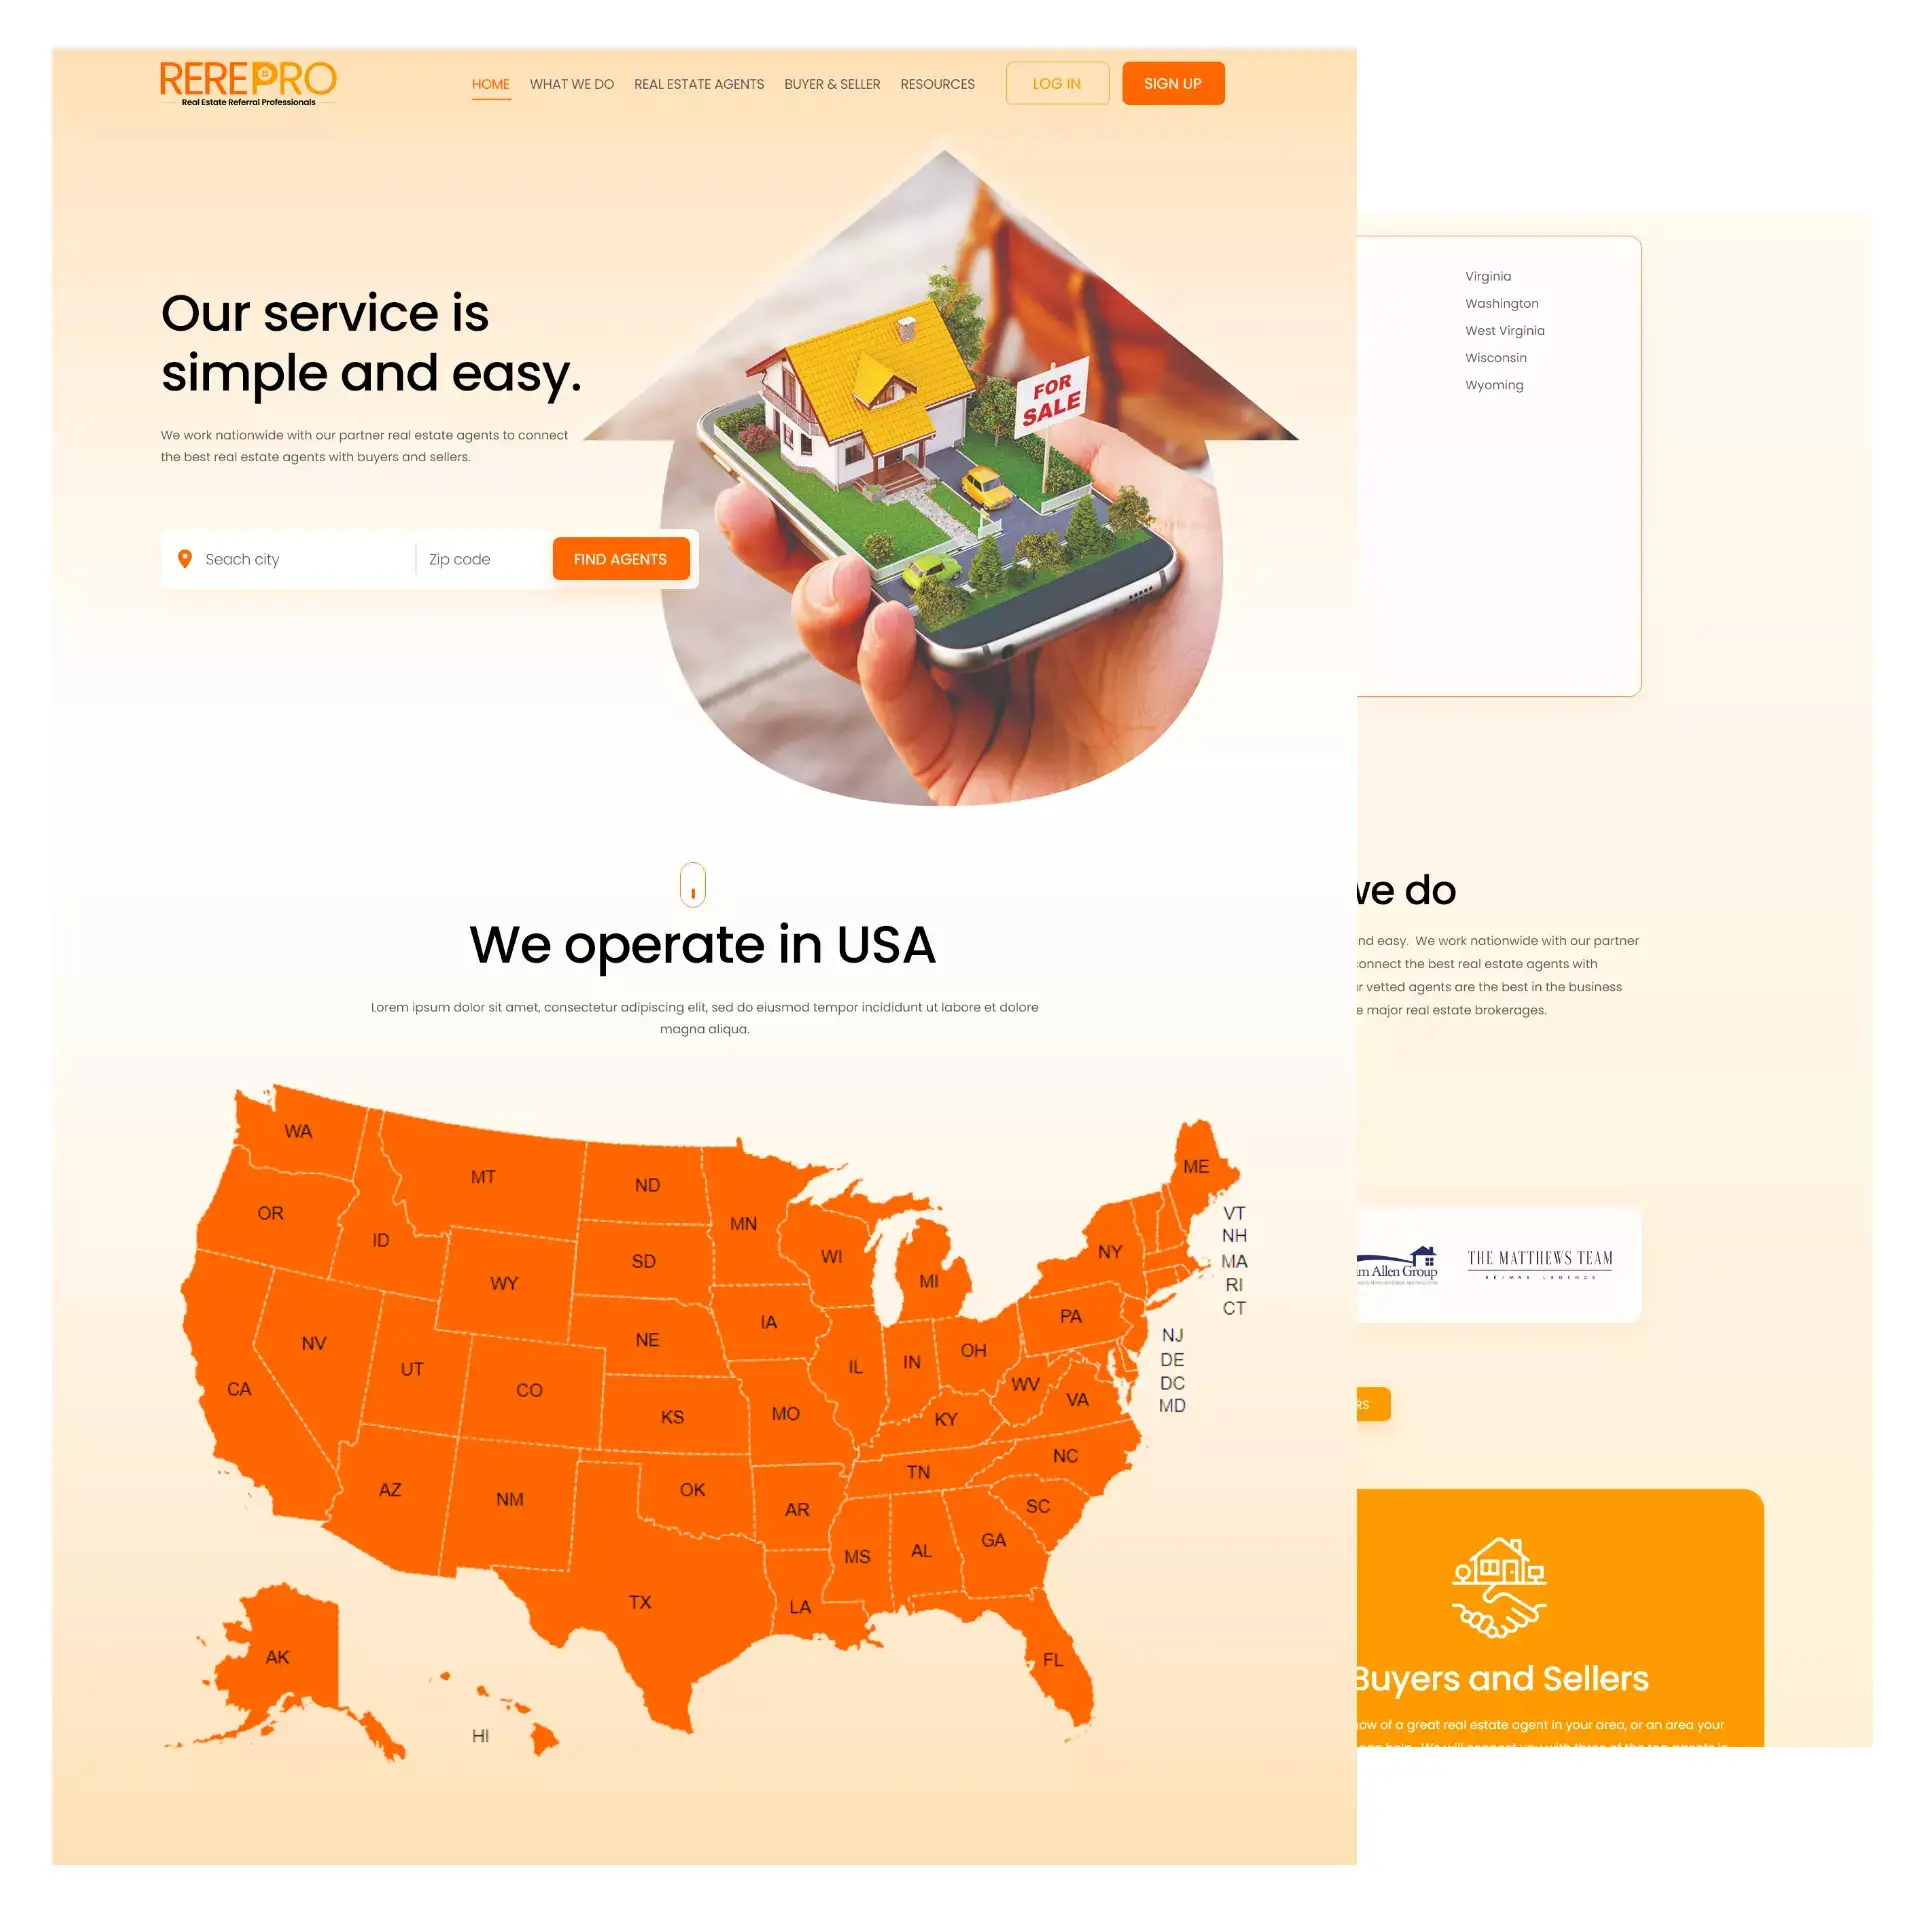 REREPRO
Real Estate Referral Professionals
HOME WHAT WE DO REAL ESTATE AGENTS BUYER & SELLER RESOURCES LOG IN SIGN UP
Our service is
simple and easy.
We work nationwide with our partner real estate agents to connect
the best real estate agents with buyers and sellers.
Seach city Zip code FIND AGENTS
FOR
SALE
We operate in USA
Lorem ipsum dolor sit amet, consectetur adipiscing elit, sed do eiusmod tempor incididunt ut labore et dolore
magna aliqua.
WA
MT
ND
MN
ME
OR
ID
SD
WI
MI
NY
VT
NH
MA
RI
CT
WY
NE
IA
PA
NJ
DE
DC
MD
NV
UT
CO
KS
MO
IL
IN
OH
WV
VA
KY
CA
AZ
NM
OK
AR
TN
NC
SC
MS
AL
GA
TX
LA
FL
AK
HI
Virginia
Washington
West Virginia
Wisconsin
Wyoming
we do
nd easy. We work nationwide with our partner
connect the best real estate agents with
r vetted agents are the best in the business
e major real estate brokerages.
m Allen Group
THE MATTHEWS TEAM
RE/MAX LEGENDS
RS
Buyers and Sellers
ow of a great real estate agent in your area, or an area your